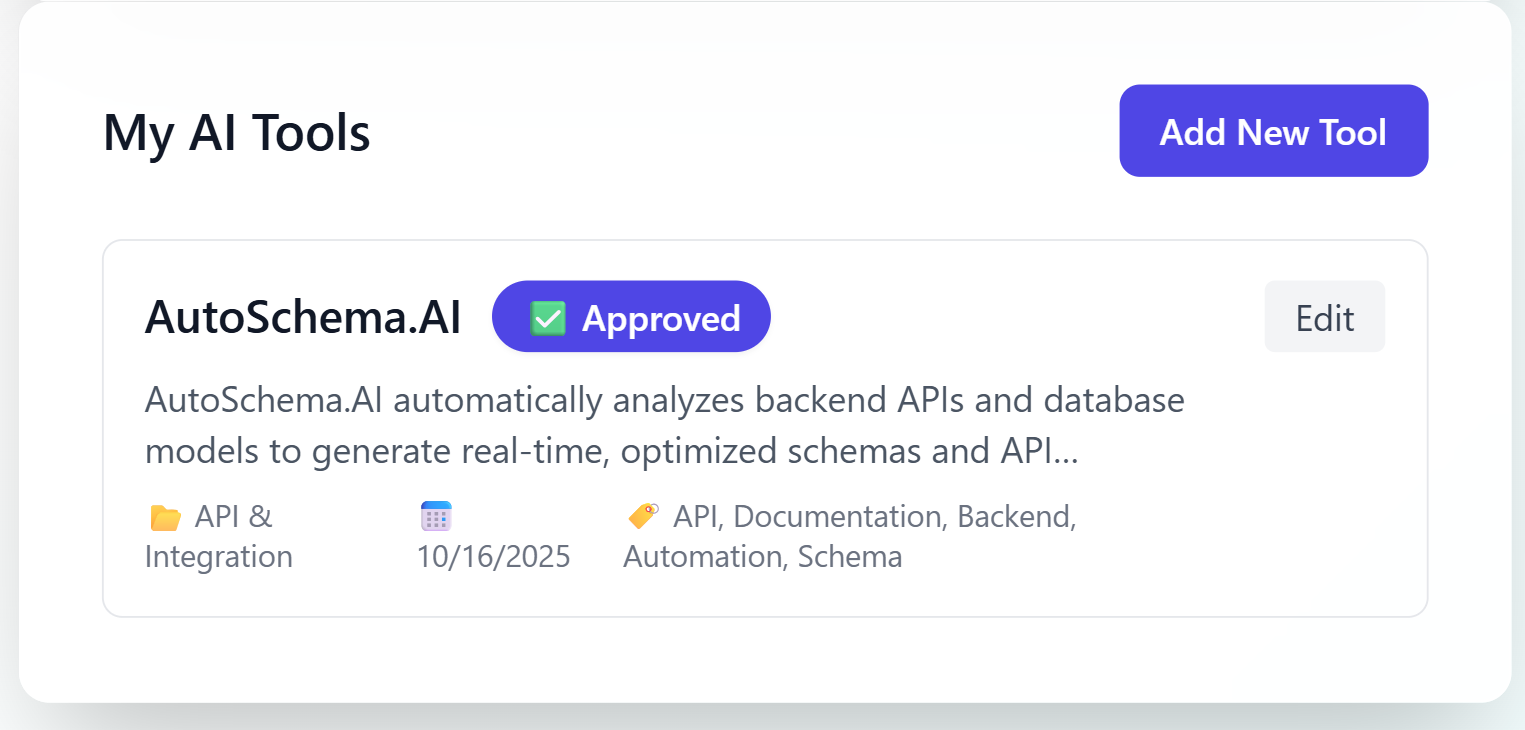 My AI Tools
Add New Tool
AutoSchema.AI
✅ Approved
Edit
AutoSchema.AI automatically analyzes backend APIs and database
models to generate real-time, optimized schemas and API...
📂 API &
Integration
📅
10/16/2025
🏷️ API, Documentation, Backend,
Automation, Schema